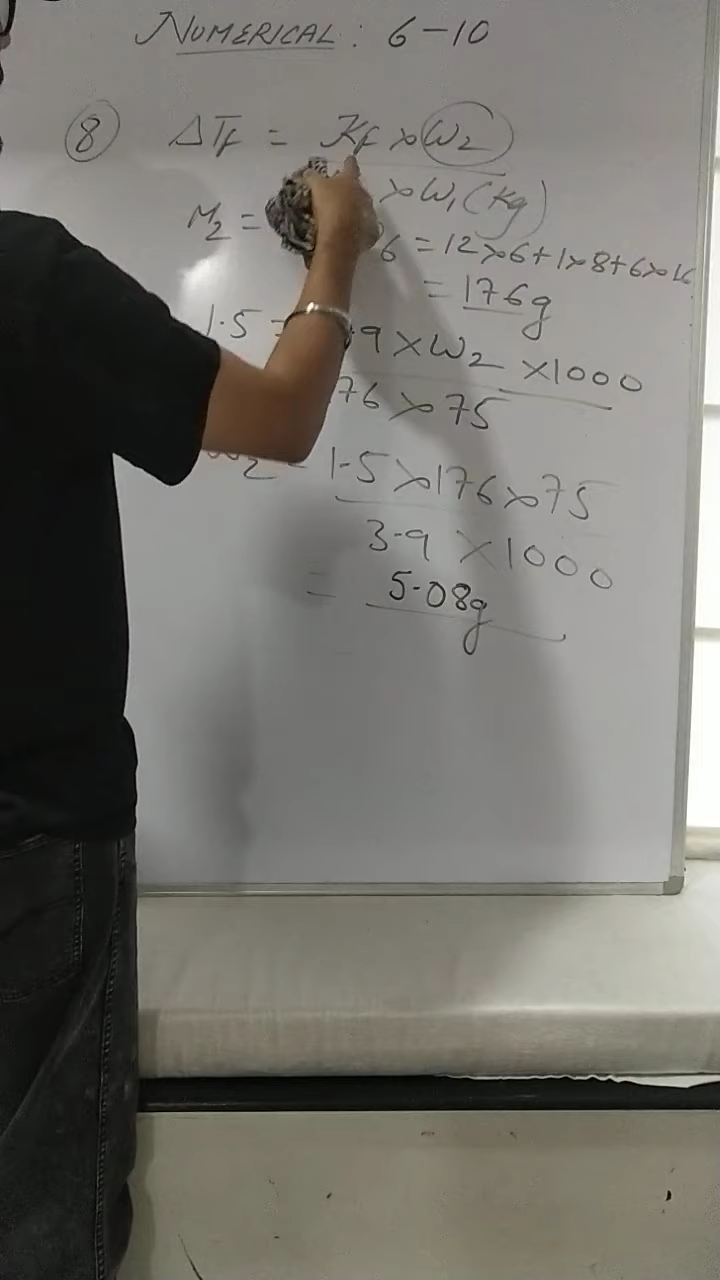 NUMERICAL: 6-10
⑧ ΔTf = Kf × W2
× W1 (Kg)
M2 = 6 = 12×6+1×8+6×16
= 176g
1.5 = .9 × W2 × 1000
76 × 75
2 = 1.5 × 176 × 75
3.9 × 1000
= 5.08g